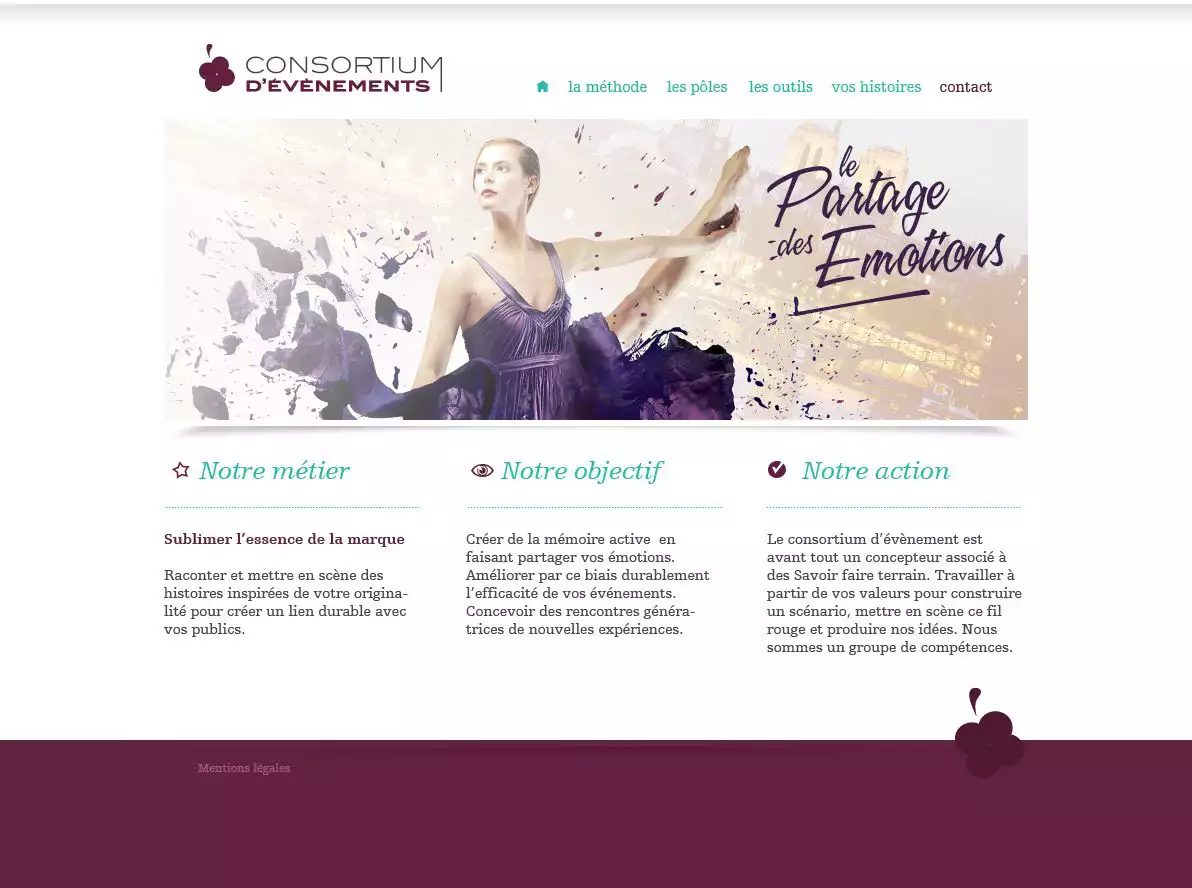 CONSORTIUM
D’ÉVÈNEMENTS
la méthode les pôles les outils vos histoires contact
le
Partage
des Emotions
Notre métier
Sublimer l’essence de la marque
Raconter et mettre en scène des
histoires inspirées de votre origina-
lité pour créer un lien durable avec
vos publics.
Notre objectif
Créer de la mémoire active  en
faisant partager vos émotions.
Améliorer par ce biais durablement
l’efficacité de vos événements.
Concevoir des rencontres généra-
trices de nouvelles expériences.
Notre action
Le consortium d’évènement est
avant tout un concepteur associé à
des Savoir faire terrain. Travailler à
partir de vos valeurs pour construire
un scénario, mettre en scène ce fil
rouge et produire nos idées. Nous
sommes un groupe de compétences.
Mentions légales